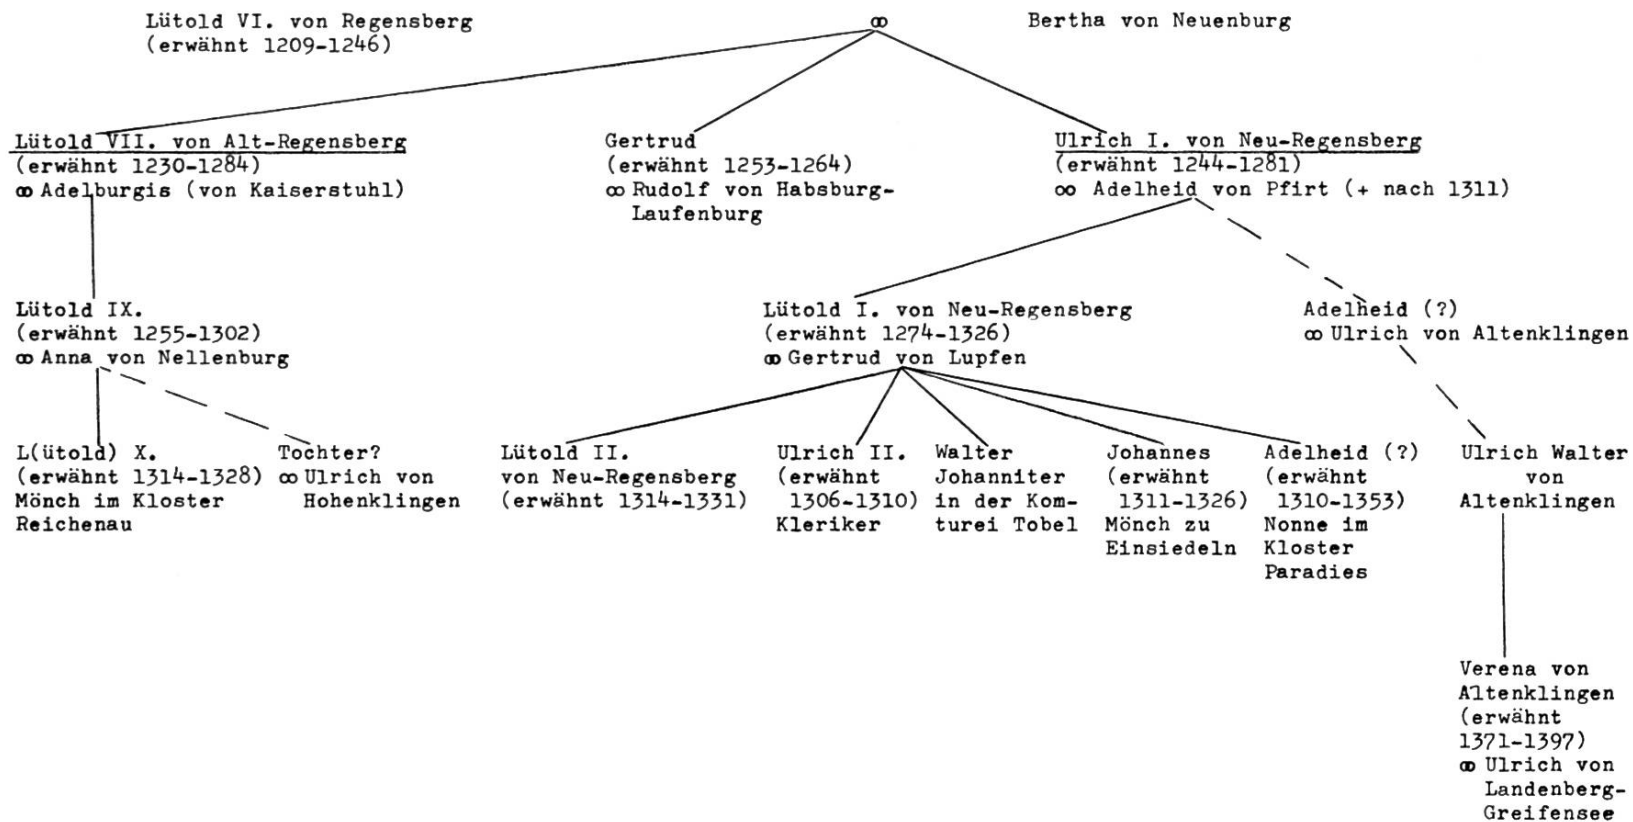 Lütold VI. von Regensberg
(erwähnt 1209-1246)
⚭
Bertha von Neuenburg
Lütold VII. von Alt-Regensberg
(erwähnt 1230-1284)
⚭ Adelburgis (von Kaiserstuhl)
Gertrud
(erwähnt 1253-1264)
⚭ Rudolf von Habsburg-
Laufenburg
Ulrich I. von Neu-Regensberg
(erwähnt 1244-1281)
⚭ Adelheid von Pfirt (+ nach 1311)
Lütold IX.
(erwähnt 1255-1302)
⚭ Anna von Nellenburg
Lütold I. von Neu-Regensberg
(erwähnt 1274-1326)
⚭ Gertrud von Lupfen
Adelheid (?)
⚭ Ulrich von Altenklingen
L(ütold) X.
(erwähnt 1314-1328)
Mönch im Kloster
Reichenau
Tochter?
⚭ Ulrich von
Hohenklingen
Lütold II.
von Neu-Regensberg
(erwähnt 1314-1331)
Ulrich II.
(erwähnt
1306-1310)
Kleriker
Walter
Johanniter
in der Kom-
turei Tobel
Johannes
(erwähnt
1311-1326)
Mönch zu
Einsiedeln
Adelheid (?)
(erwähnt
1310-1353)
Nonne im
Kloster
Paradies
Ulrich Walter
von
Altenklingen
Verena von
Altenklingen
(erwähnt
1371-1397)
⚭ Ulrich von
Landenberg-
Greifensee